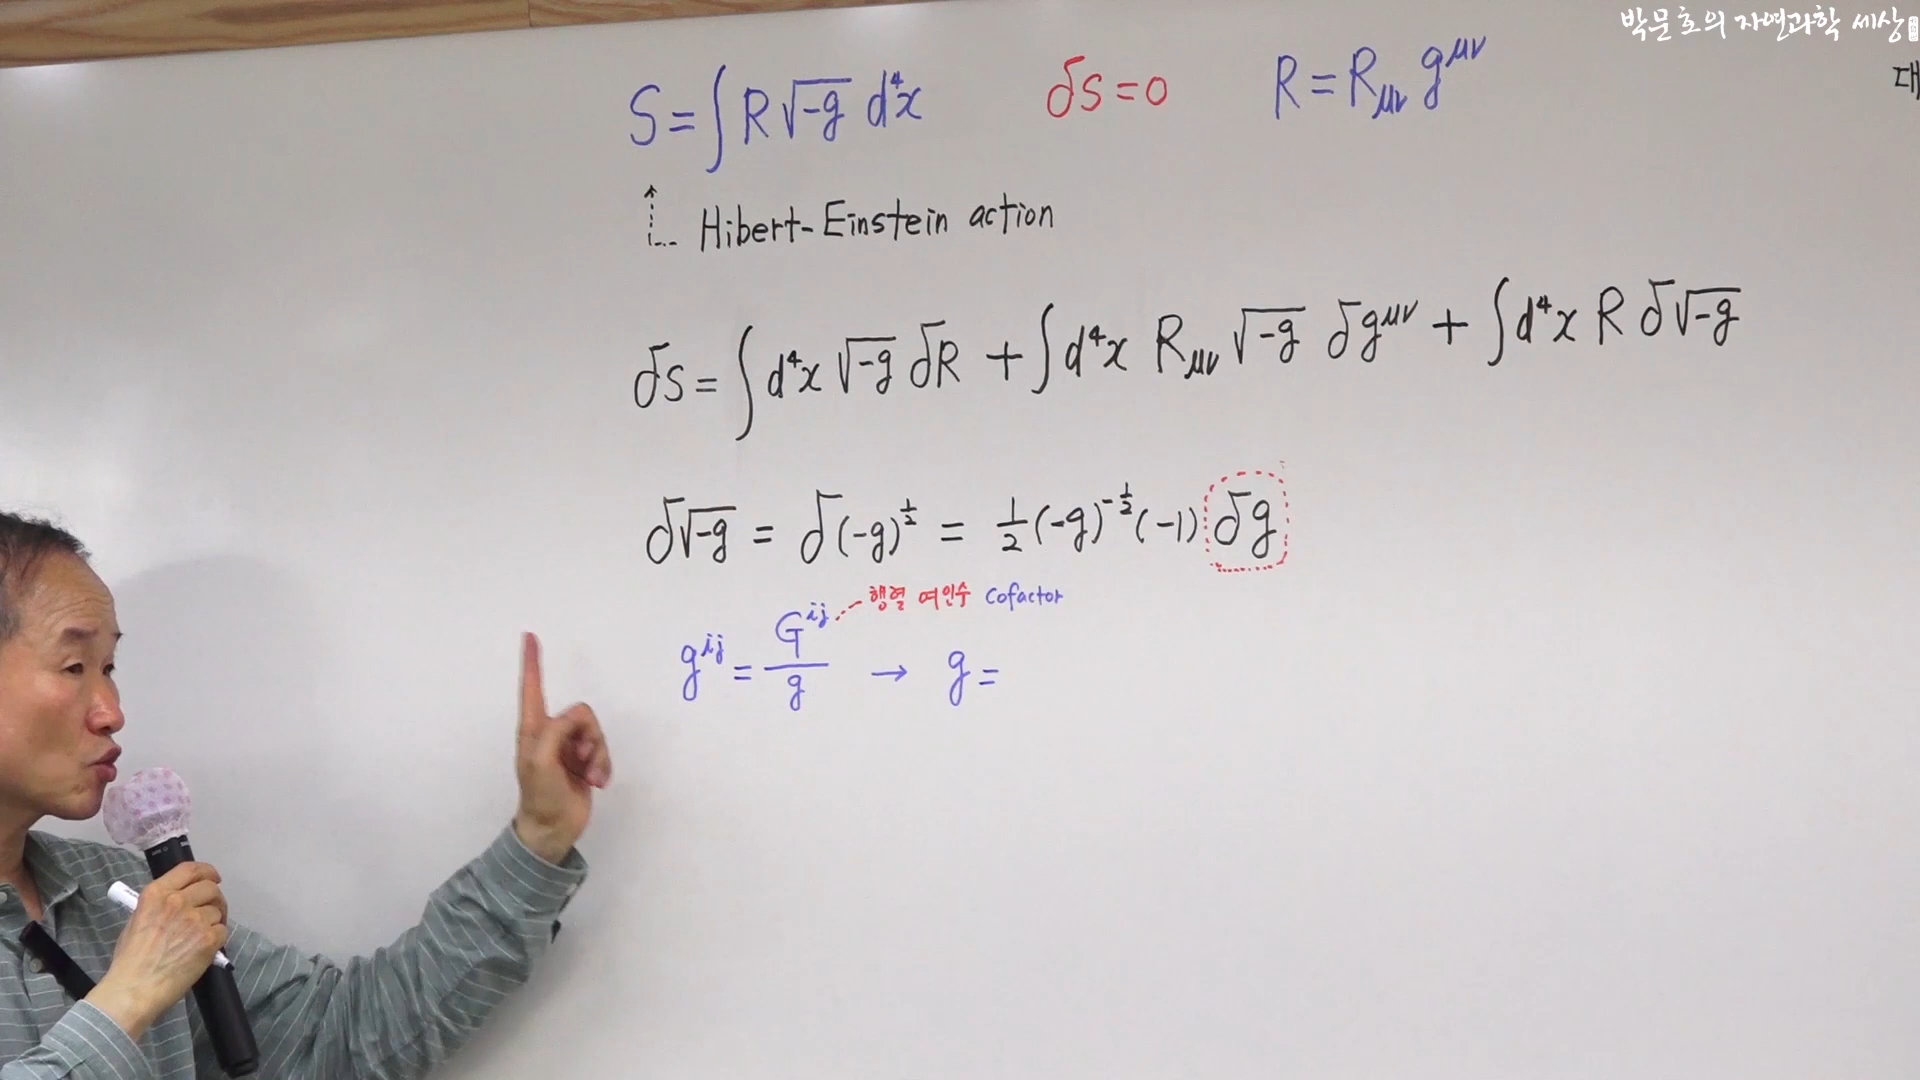 박문호의 자연과학 세상
대
S = ∫ R √-g d⁴x δS = 0 R = R_μν g^μν
Hibert-Einstein action
δS = ∫ d⁴x √-g δR + ∫ d⁴x R_μν √-g δg^μν + ∫ d⁴x R δ√-g
δ√-g = δ(-g)^½ = ½(-g)^-½ (-1) δg
행렬 여인수 Cofactor
g^ij = G^ij / g → g =